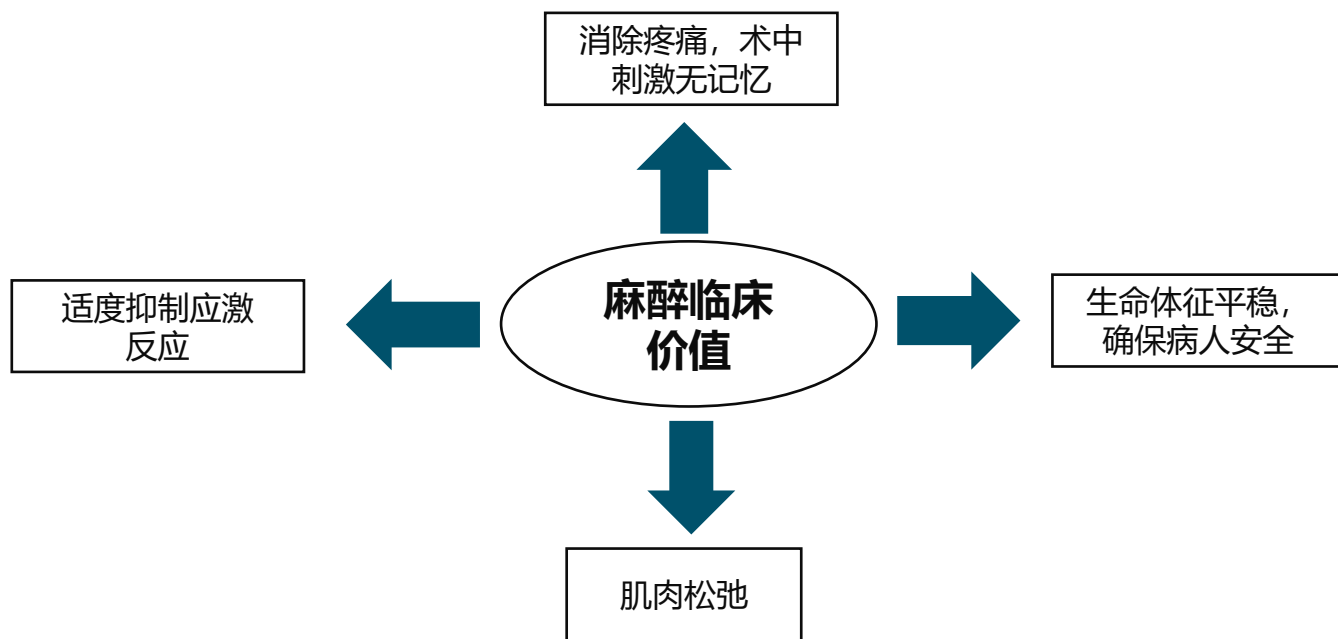 消除疼痛，术中
刺激无记忆
适度抑制应激
反应
麻醉临床
价值
生命体征平稳，
确保病人安全
肌肉松弛